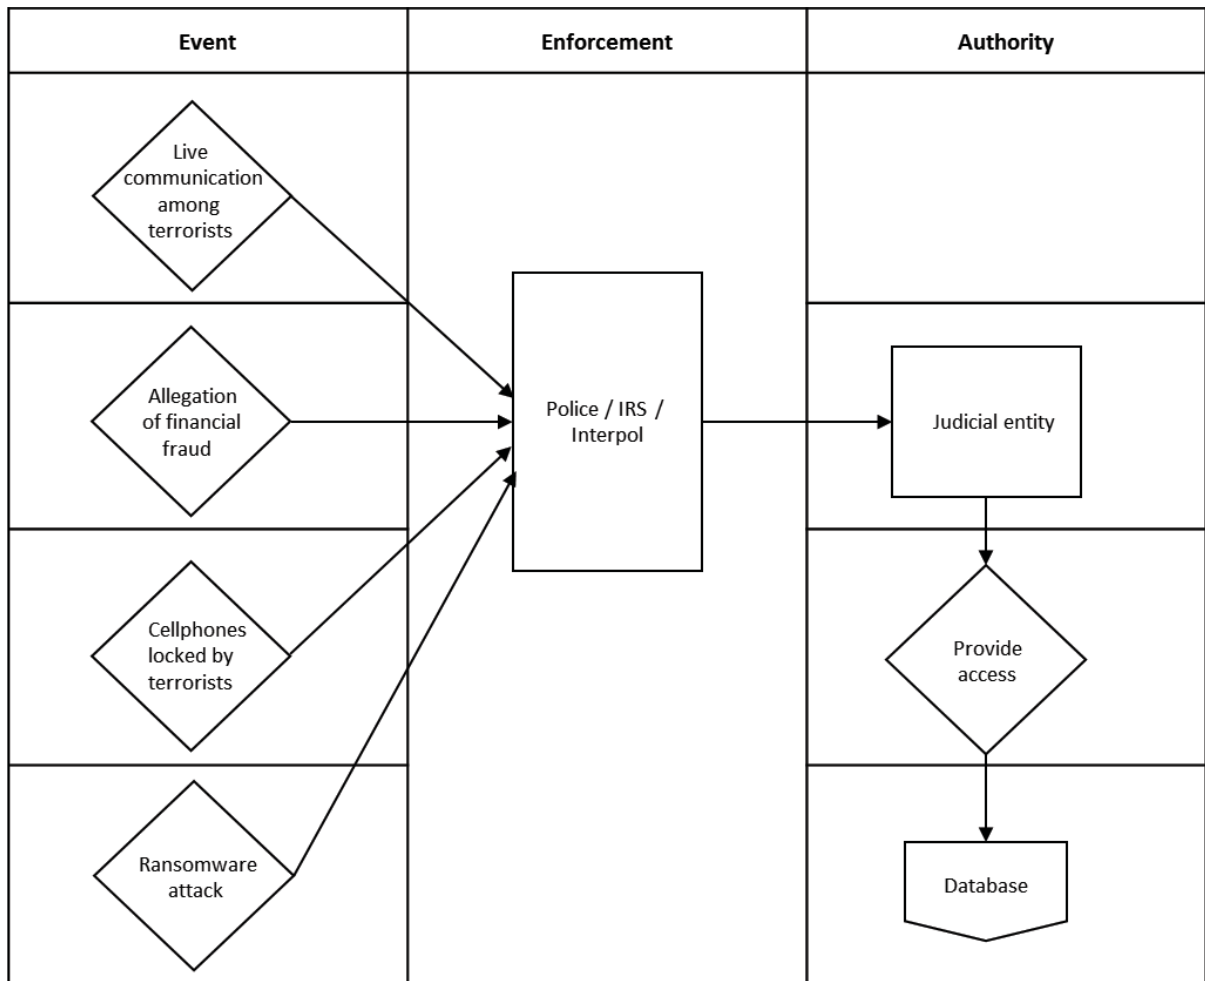 Event
Enforcement
Authority
Live
communication
among
terrorists
Allegation
of financial
fraud
Police / IRS /
Interpol
Judicial entity
Cellphones
locked by
terrorists
Provide
access
Ransomware
attack
Database